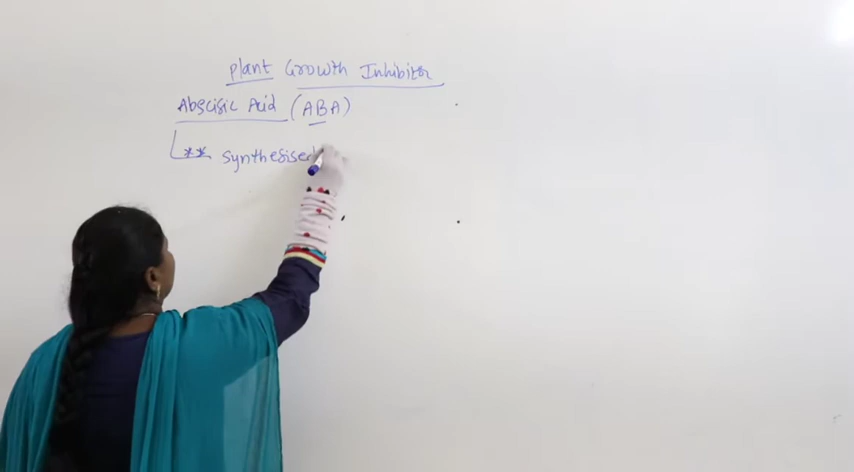 Plant Growth Inhibitor
Abscisic Acid (ABA)
** Synthesised